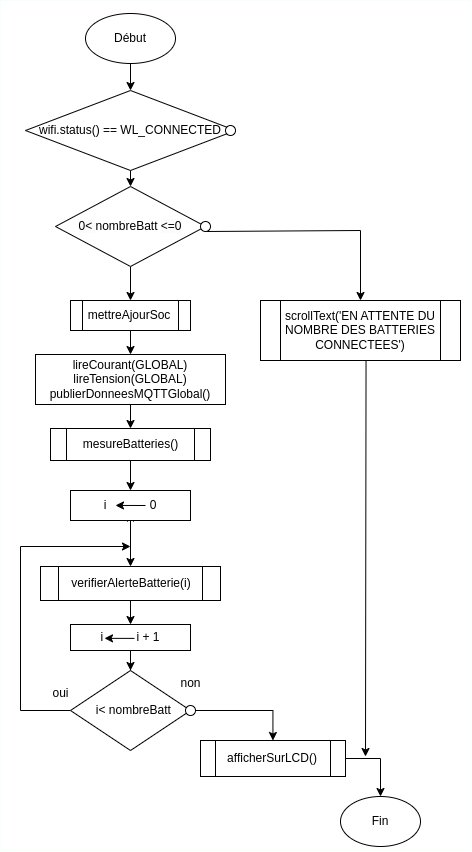 Début
wifi.status() == WL_CONNECTED
0< nombreBatt <=0
mettreAjourSoc
scrollText('EN ATTENTE DU
NOMBRE DES BATTERIES
CONNECTEES')
lireCourant(GLOBAL)
lireTension(GLOBAL)
publierDonneesMQTTGlobal()
mesureBatteries()
i ← 0
verifierAlerteBatterie(i)
i ← i + 1
oui
non
i< nombreBatt
afficherSurLCD()
Fin